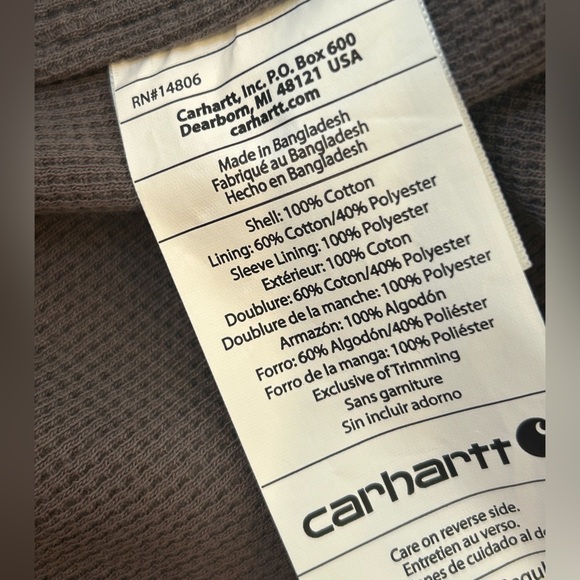 RN#14806
Carhartt, Inc. P.O. Box 600
Dearborn, MI 48121 USA
carhartt.com
Made in Bangladesh
Fabriqué au Bangladesh
Hecho en Bangladesh
Shell: 100% Cotton
Lining: 60% Cotton/40% Polyester
Sleeve Lining: 100% Polyester
Extérieur: 100% Coton
Doublure: 60% Coton/40% Polyester
Doublure de la manche: 100% Polyester
Armazón: 100% Algodón
Forro: 60% Algodón/40% Poliéster
Forro de la manga: 100% Poliéster
Exclusive of Trimming
Sans garniture
Sin incluir adorno
carhartt
Care on reverse side.
Entretien au verso.
de cuidado al